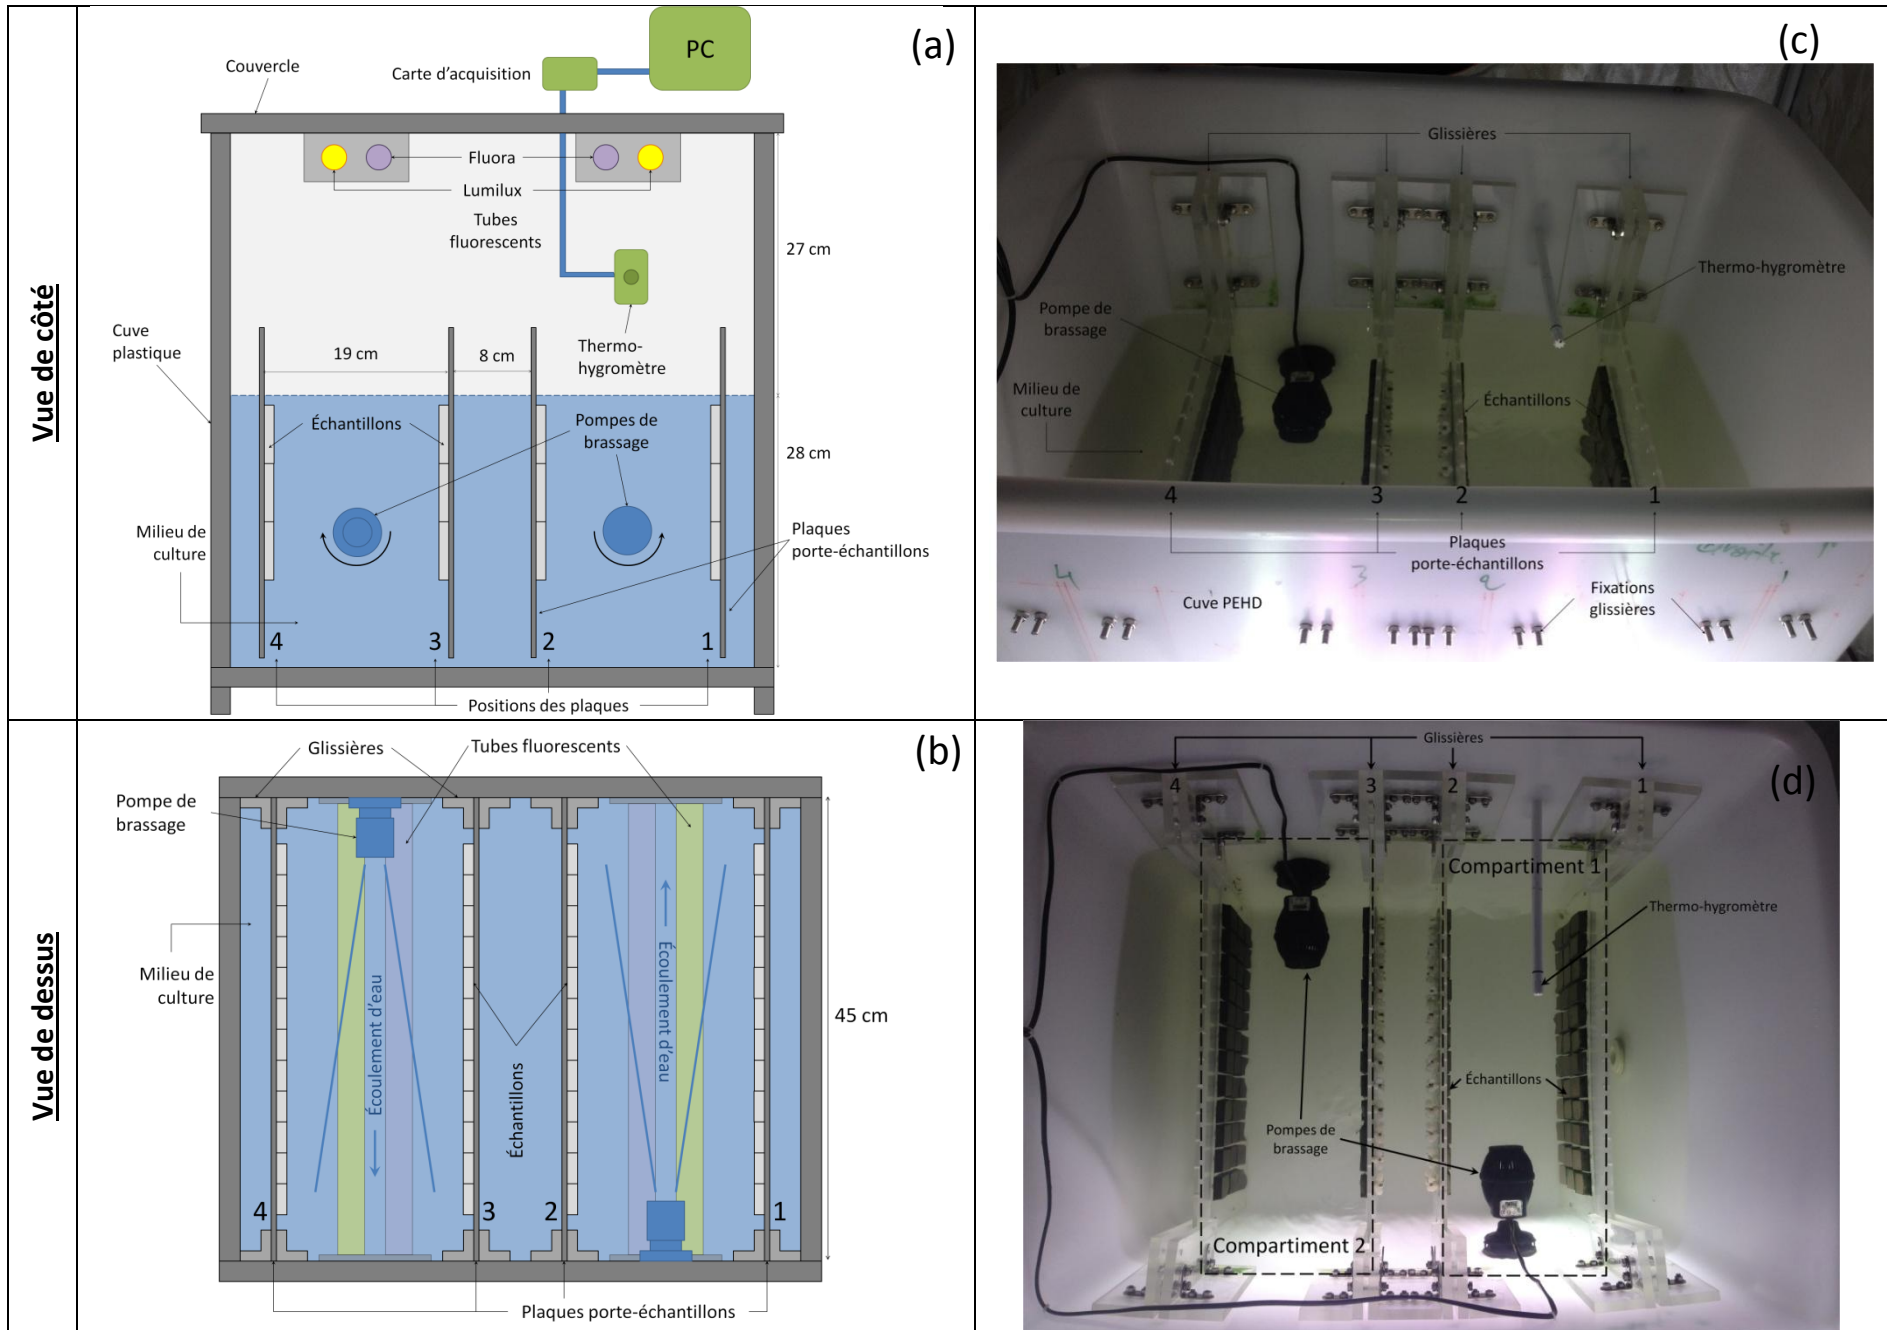 Vue de côté
(a)
PC
Carte d'acquisition
Couvercle
Fluora
Lumilux
Tubes
fluorescents
27 cm
Cuve
plastique
19 cm
8 cm
Thermo-
hygromètre
Échantillons
Pompes de
brassage
28 cm
Milieu de
culture
Plaques
porte-échantillons
4
3
2
1
Positions des plaques
(c)
Glissières
Thermo-hygromètre
Pompe de
brassage
Milieu de
culture
Échantillons
4
3
2
1
Plaques
porte-échantillons
4
3
2
1
Cuve PEHD
Fixations
glissières
Vue de dessus
(b)
Glissières
Tubes fluorescents
Pompe de
brassage
Milieu de
culture
Écoulement d'eau
Écoulement d'eau
Échantillons
45 cm
4
3
2
1
Plaques porte-échantillons
(d)
Glissières
4
3
2
1
Compartiment 1
Thermo-hygromètre
Échantillons
Pompes de
brassage
Compartiment 2